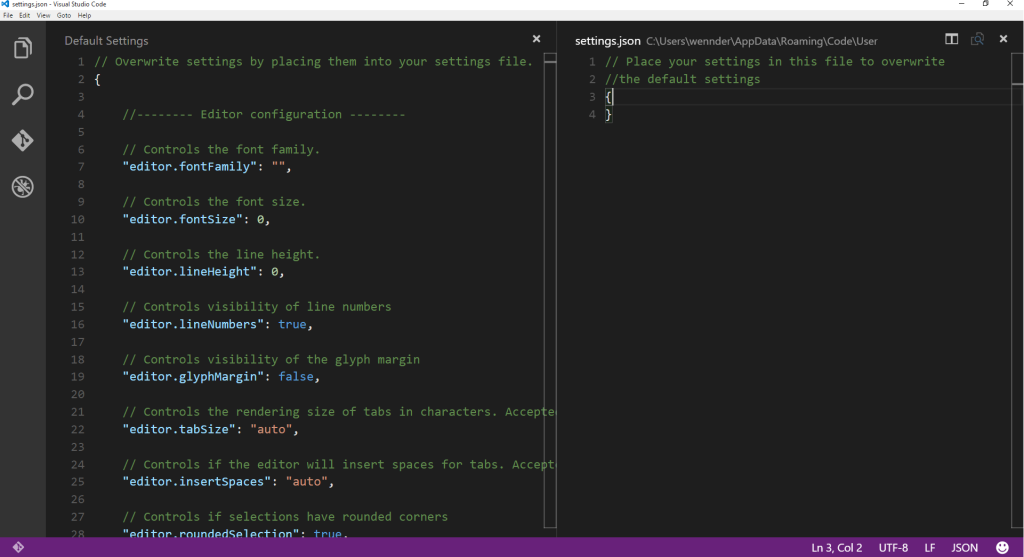 settings.json - Visual Studio Code
File Edit View Goto Help
Default Settings
1 // Overwrite settings by placing them into your settings file.
2 {
3
4 //-------- Editor configuration --------
5
6 // Controls the font family.
7 "editor.fontFamily": "",
8
9 // Controls the font size.
10 "editor.fontSize": 0,
11
12 // Controls the line height.
13 "editor.lineHeight": 0,
14
15 // Controls visibility of line numbers
16 "editor.lineNumbers": true,
17
18 // Controls visibility of the glyph margin
19 "editor.glyphMargin": false,
20
21 // Controls the rendering size of tabs in characters. Accepte
22 "editor.tabSize": "auto",
23
24 // Controls if the editor will insert spaces for tabs. Accept
25 "editor.insertSpaces": "auto",
26
27 // Controls if selections have rounded corners
28 "editor.roundedSelection": true,
settings.json C:\Users\wennder\AppData\Roaming\Code\User
1 // Place your settings in this file to overwrite
2 //the default settings
3 {
4 }
Ln 3, Col 2 UTF-8 LF JSON